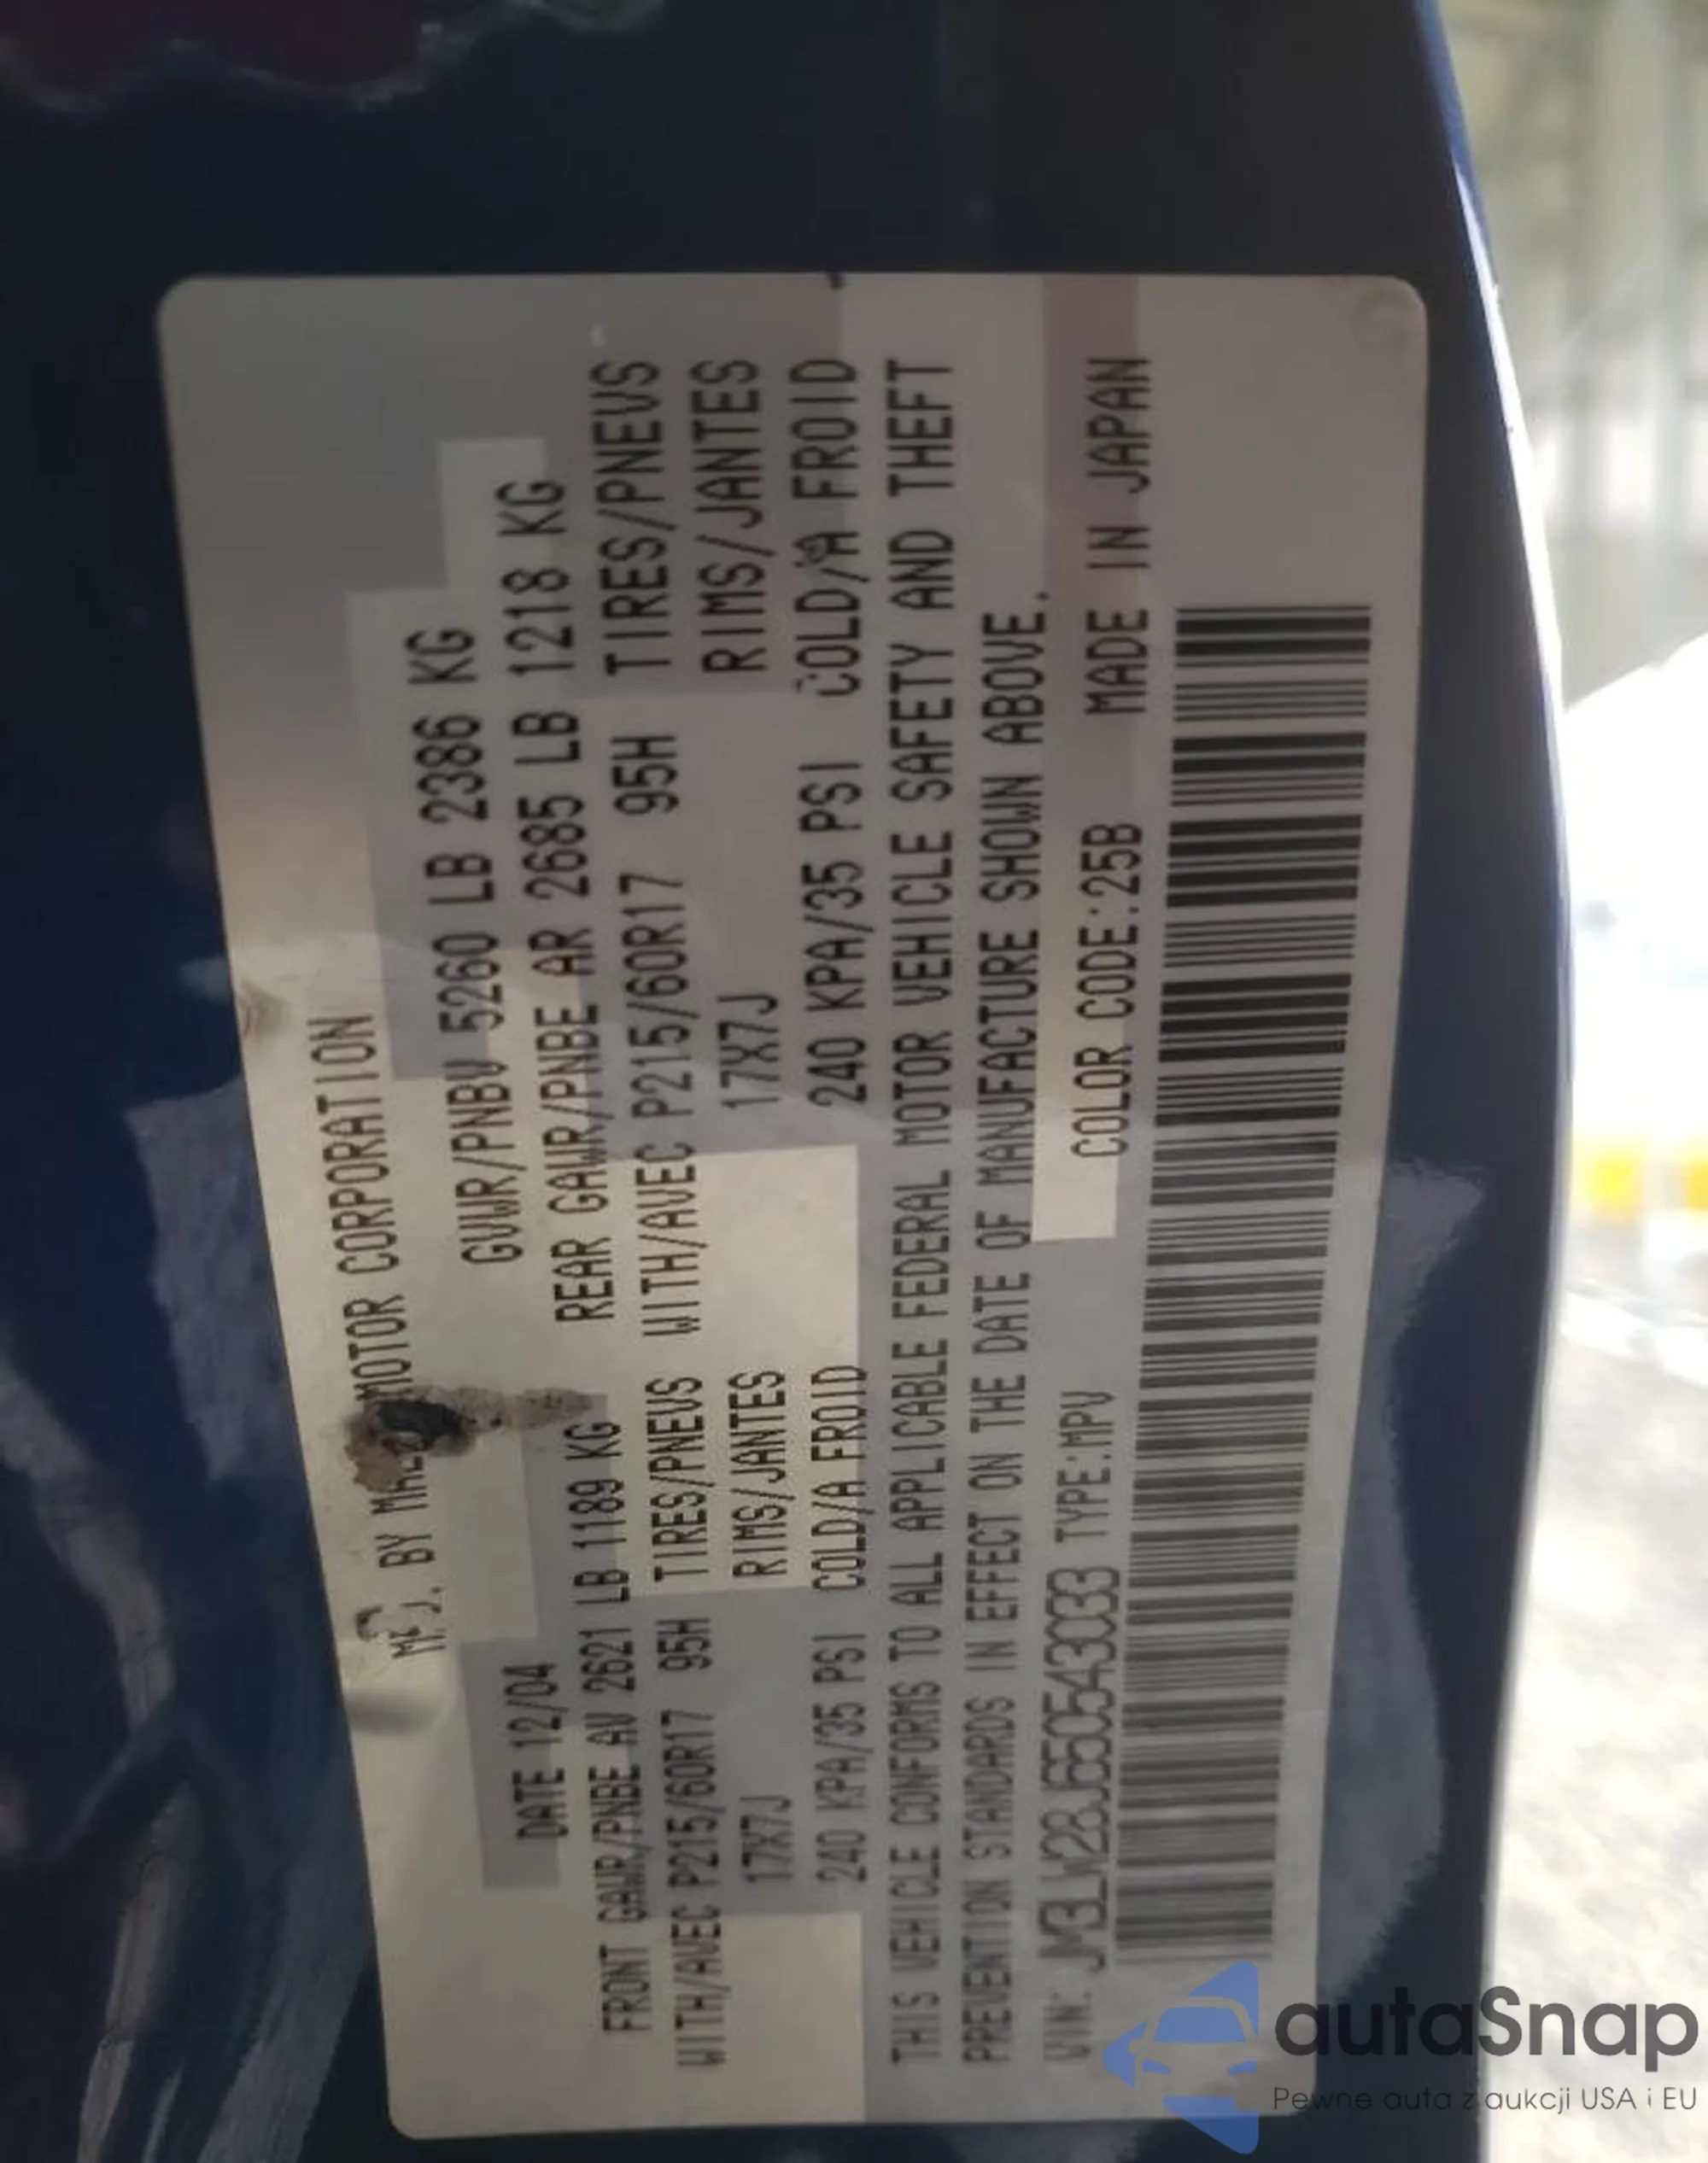 BY MOTOR CORPORATION
DATE 12/04 GVWR/PNBV 5260 LB 2386 KG
FRONT GAWR/PNBE AV 2621 LB 1189 KG REAR GAWR/PNBE AR 2685 LB 1218 KG
WITH/AVEC P215/60R17 95H TIRES/PNEVS WITH/AVEC P215/60R17 95H TIRES/PNEVS
17X7J RIMS/JANTES 17X7J RIMS/JANTES
240 KPA/35 PSI COLD/A FROID 240 KPA/35 PSI COLD/A FROID
THIS VEHICLE CONFORMS TO ALL APPLICABLE FEDERAL MOTOR VEHICLE SAFETY AND THEFT
PREVENTION STANDARDS IN EFFECT ON THE DATE OF MANUFACTURE SHOWN ABOVE.
VIN: JM3LW28J650543033 TYPE:MPV COLOR CODE:25B MADE IN JAPAN
autaSnap
Pewne auta z aukcji USA i EU